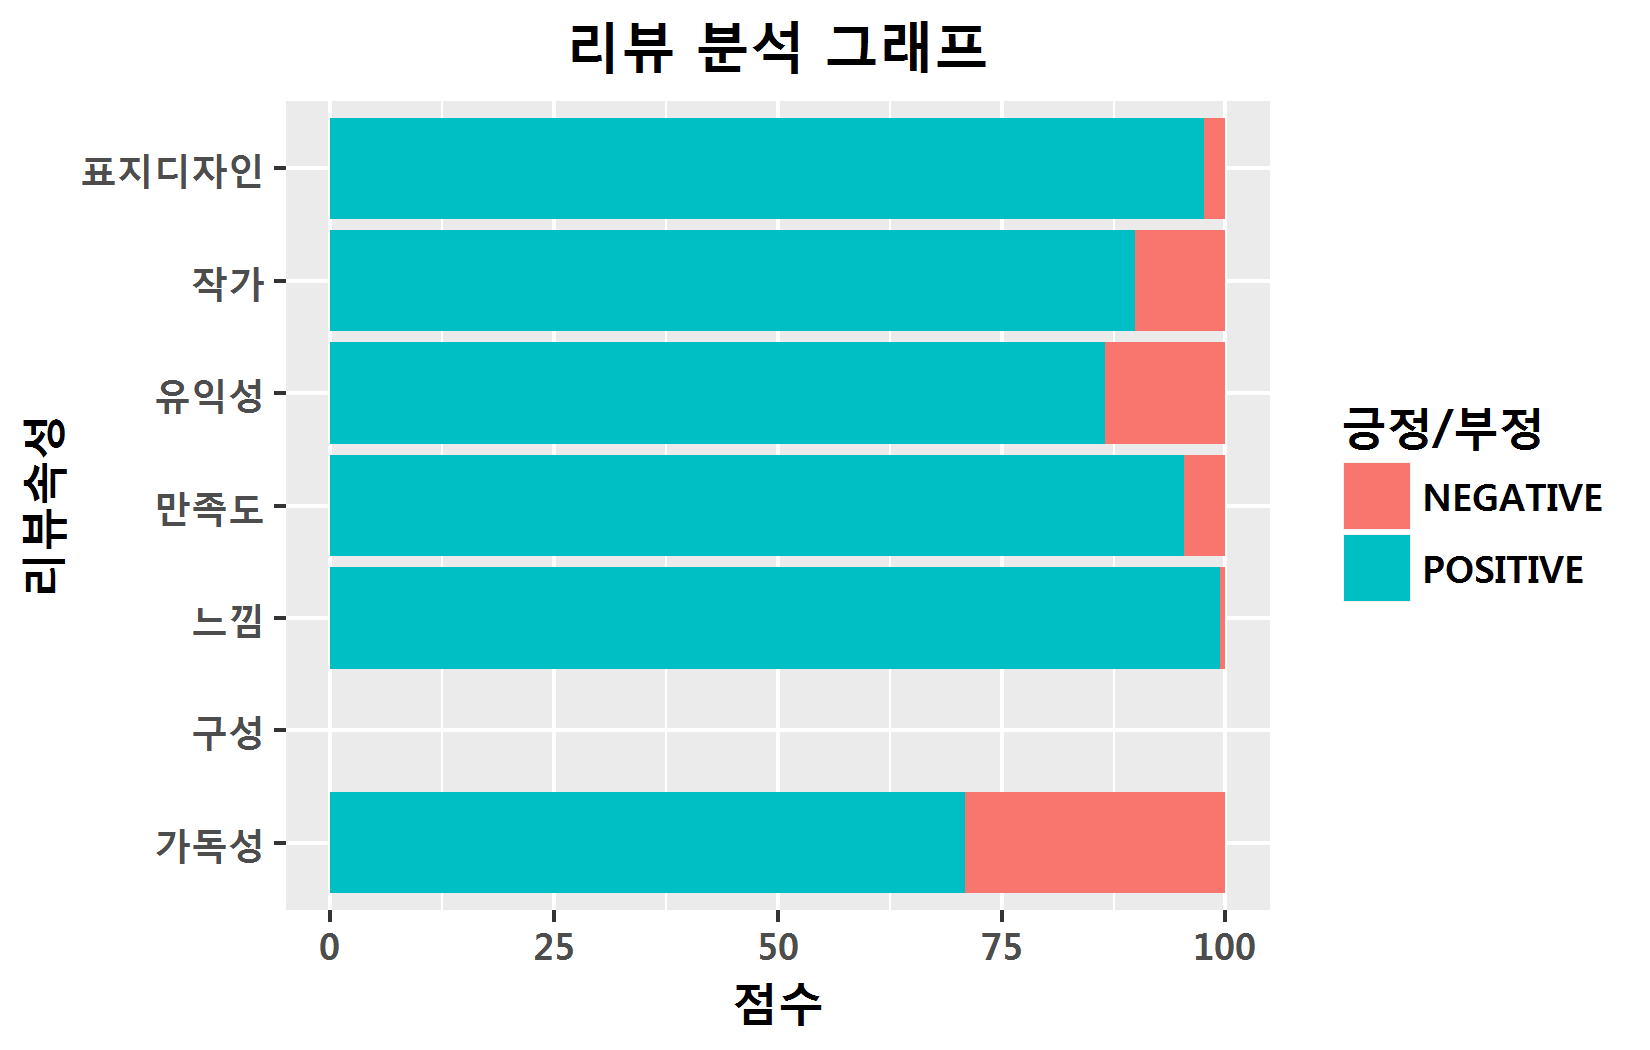 리뷰 분석 그래프
리뷰속성
표지디자인
작가
유익성
만족도
느낌
구성
가독성
0 25 50 75 100
점수
긍정/부정
NEGATIVE
POSITIVE